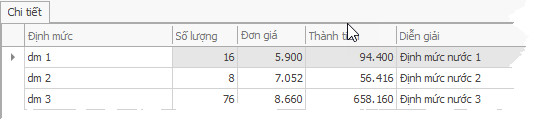 Chi tiết
Định mức Số lượng Đơn giá Thành Diễn giải
dm 1 16 5.900 94.400 Định mức nước 1
dm 2 8 7.052 56.416 Định mức nước 2
dm 3 76 8.660 658.160 Định mức nước 3